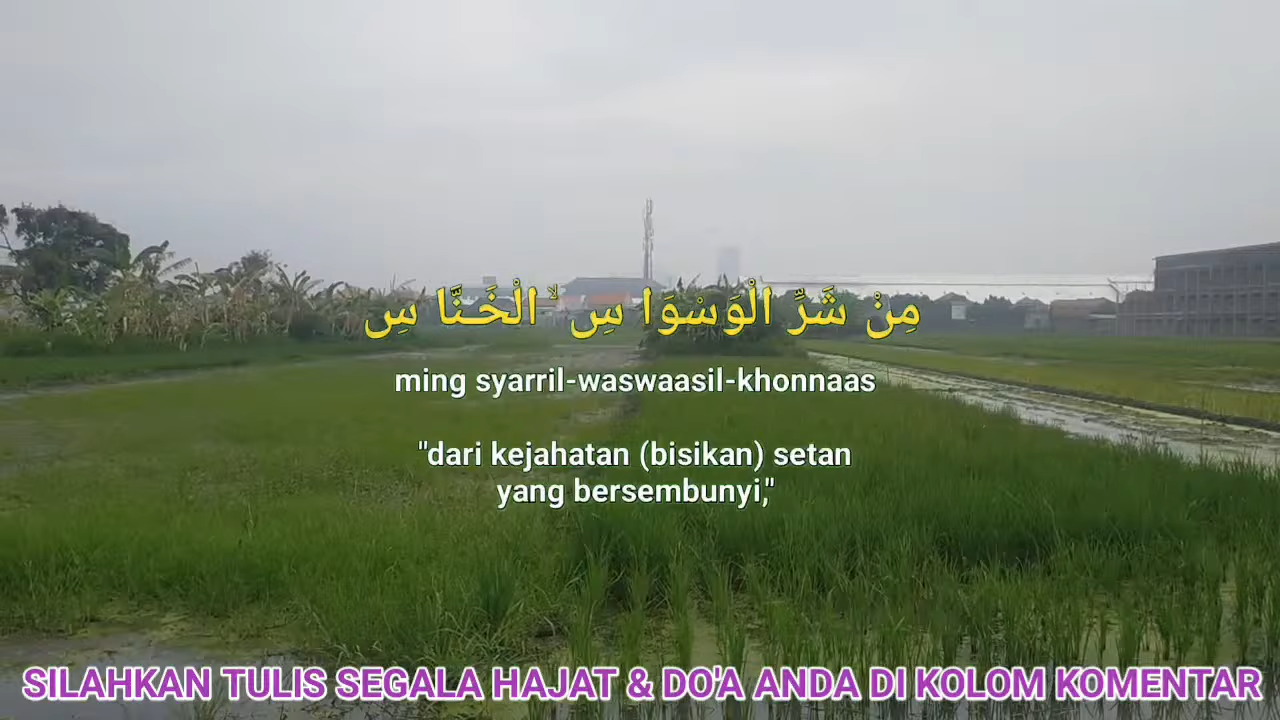 مِنْ شَرِّ الْوَسْوَا سِ ۙ الْخَـنَّا سِ
ming syarril-waswaasil-khonnaas
"dari kejahatan (bisikan) setan
yang bersembunyi,"
SILAHKAN TULIS SEGALA HAJAT & DO'A ANDA DI KOLOM KOMENTAR